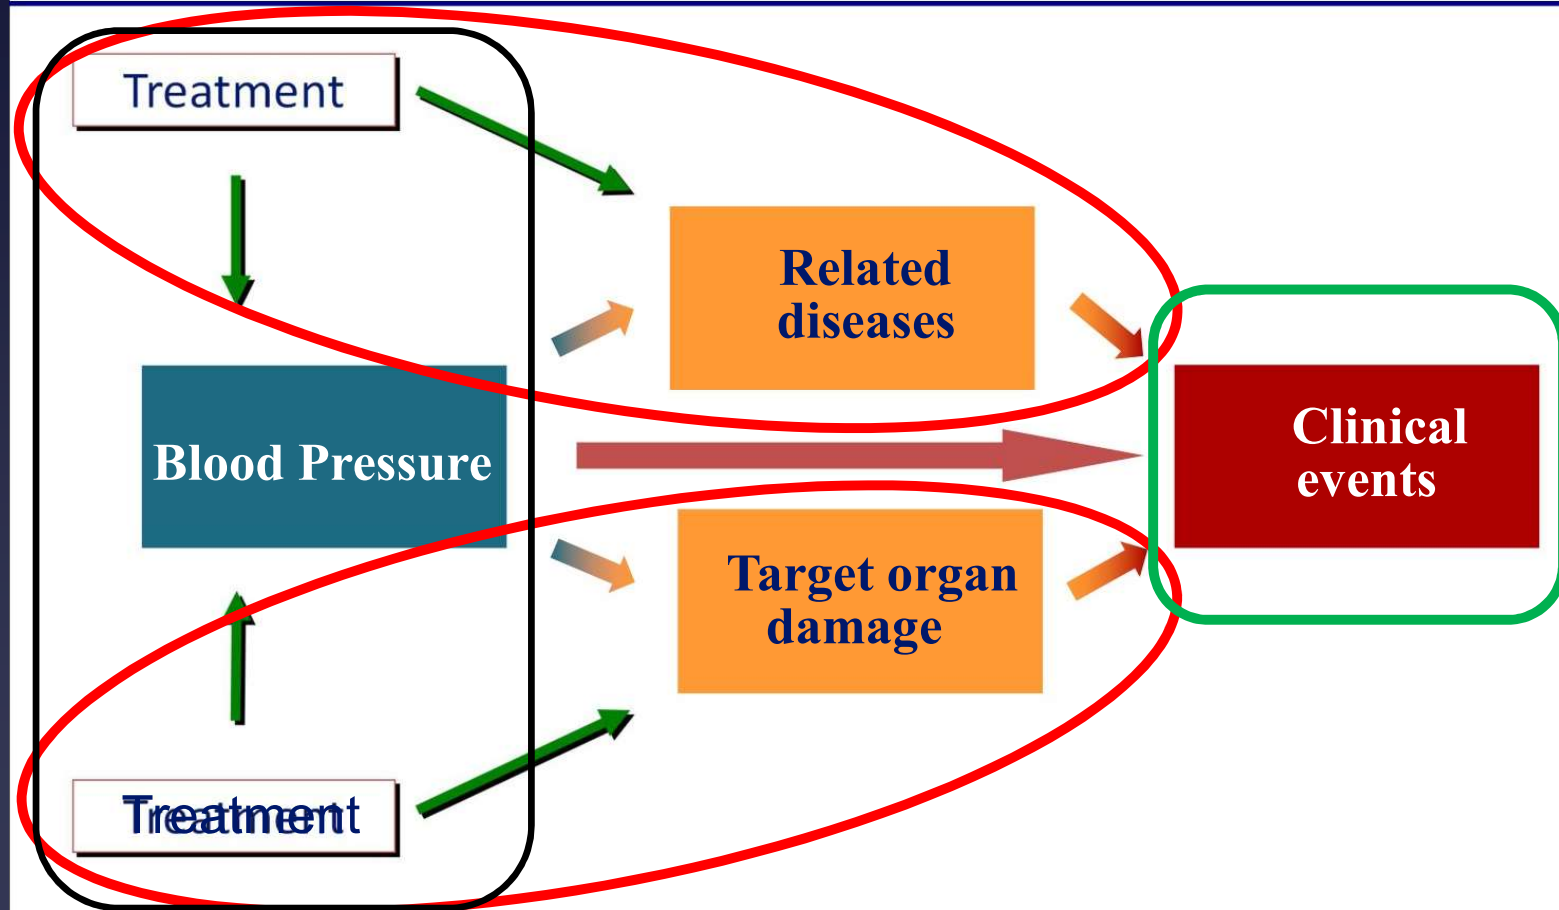 Treatment
Related
diseases
Blood Pressure
Clinical
events
Target organ
damage
Treatment